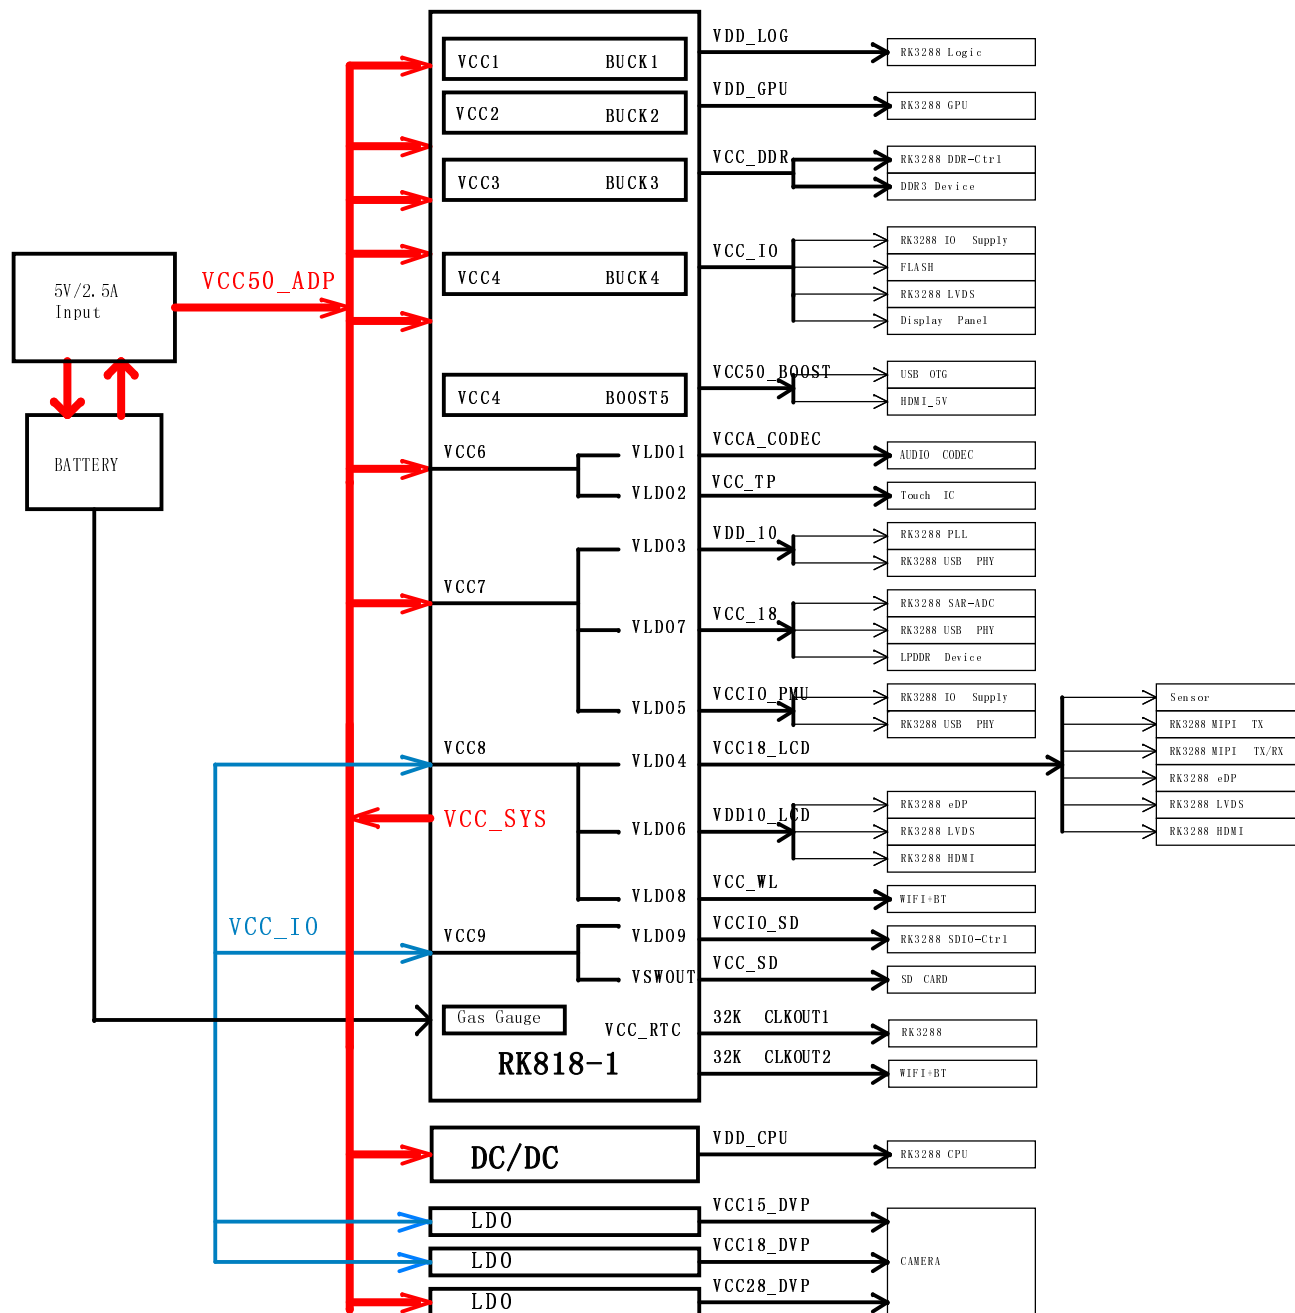 VDD_LOG
VCC1 BUCK1
RK3288 Logic
VDD_GPU
VCC2 BUCK2
RK3288 GPU
VCC_DDR
RK3288 DDR-Ctrl
VCC3 BUCK3
DDR3 Device
VCC_IO
RK3288 IO Supply
FLASH
VCC4 BUCK4
RK3288 LVDS
Display Panel
5V/2.5A
Input
VCC50_ADP
VCC50_BOOST
USB OTG
VCC4 BOOST5
HDMI_5V
BATTERY
VCC6
VLDO1
VCCA_CODEC
AUDIO CODEC
VLDO2
VCC_TP
Touch IC
VLDO3
VDD_10
RK3288 PLL
RK3288 USB PHY
VCC7
VLDO7
VCC_18
RK3288 SAR-ADC
RK3288 USB PHY
LPDDR Device
VLDO5
VCCIO_PMU
RK3288 IO Supply
RK3288 USB PHY
VCC8
VLDO4
VCC18_LCD
Sensor
RK3288 MIPI TX
RK3288 MIPI TX/RX
RK3288 eDP
RK3288 LVDS
RK3288 HDMI
VCC_SYS
VLDO6
VDD10_LCD
RK3288 eDP
RK3288 LVDS
RK3288 HDMI
VLDO8
VCC_WL
WIFI+BT
VCC_IO
VCC9
VLDO9
VCCIO_SD
RK3288 SDIO-Ctrl
VSWOUT
VCC_SD
SD CARD
Gas Gauge
VCC_RTC
32K CLKOUT1
RK3288
RK818-1
32K CLKOUT2
WIFI+BT
DC/DC
VDD_CPU
RK3288 CPU
LDO
VCC15_DVP
LDO
VCC18_DVP
CAMERA
LDO
VCC28_DVP